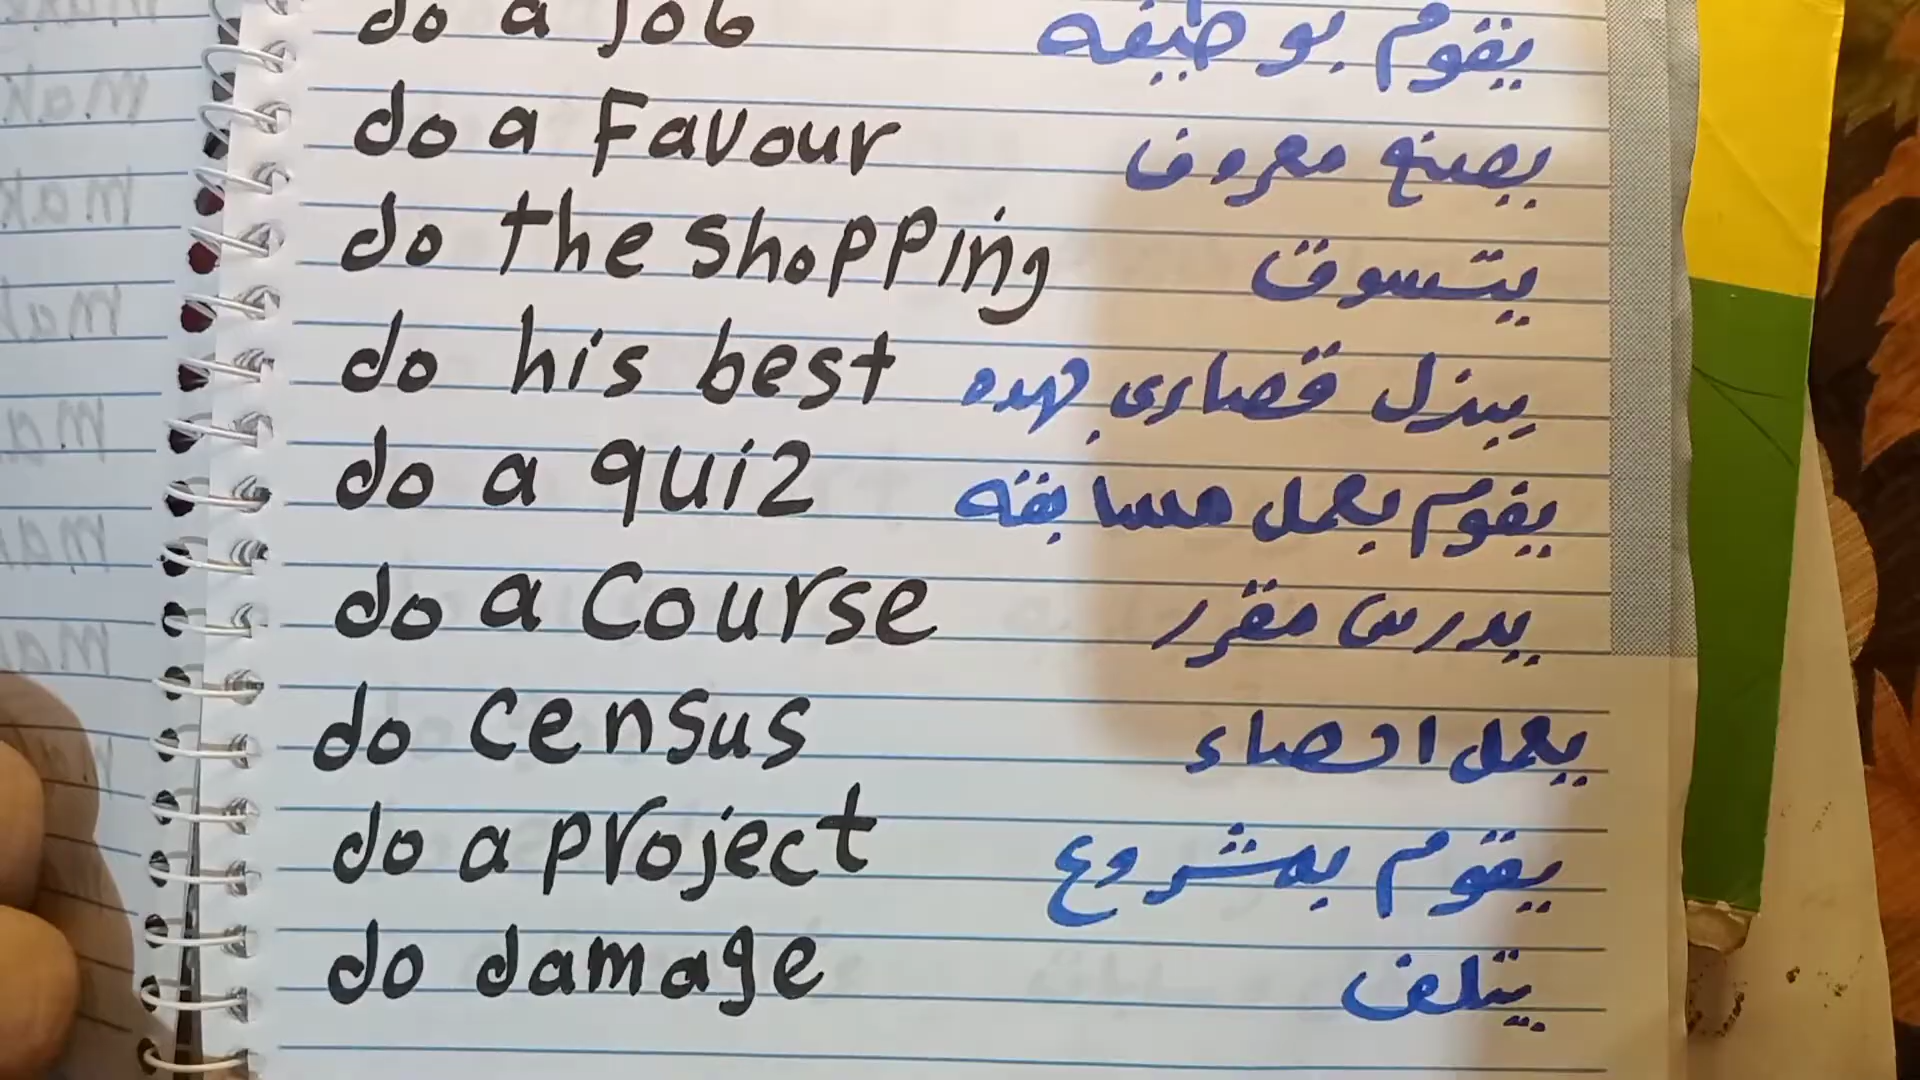 do a job يقوم بوظيفه
do a Favour يصنع معروف
do the shopping يتسوق
do his best يبذل قصارى جهده
do a quiz يقوم بعمل مسابقه
do a Course يدرس مقرر
do census يعمل احصاء
do a project يقوم بمشروع
do damage يتلف